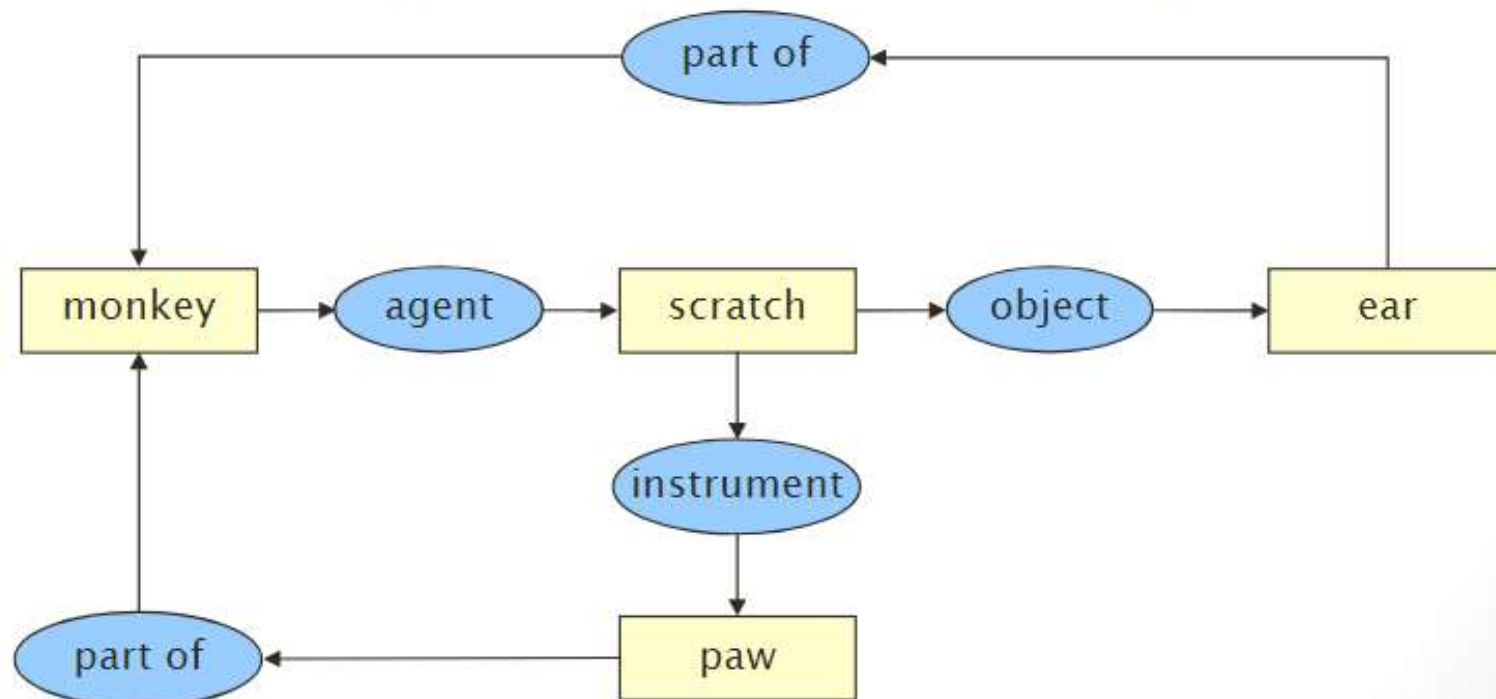 part of
monkey
agent
scratch
object
ear
instrument
part of
paw